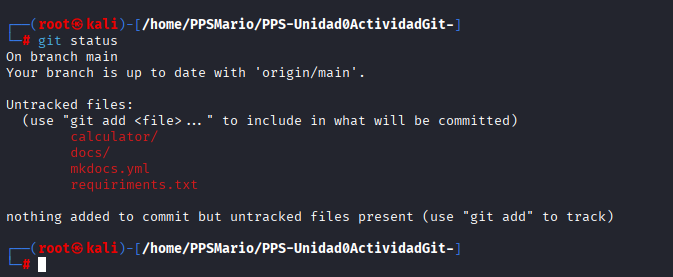 ┌──(root㉿kali)-[/home/PPSMario/PPS-Unidad0ActividadGit-]
└─# git status
On branch main
Your branch is up to date with 'origin/main'.

Untracked files:
  (use "git add <file>..." to include in what will be committed)
        calculator/
        docs/
        mkdocs.yml
        requiriments.txt

nothing added to commit but untracked files present (use "git add" to track)

┌──(root㉿kali)-[/home/PPSMario/PPS-Unidad0ActividadGit-]
└─#